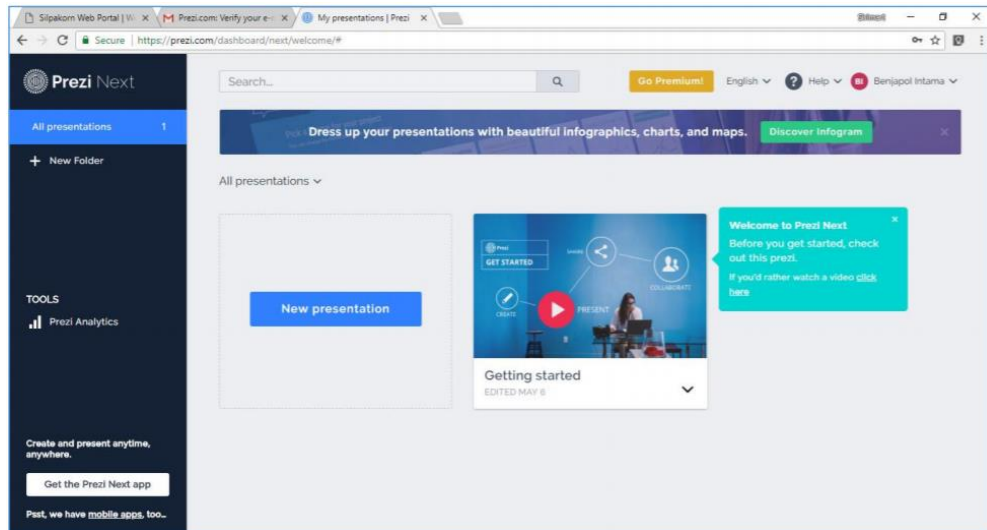 Silpakorn Web Portal | W
Prezi.com: Verify your e-
My presentations | Prezi
Secure | https://prezi.com/dashboard/next/welcome/#
Prezi Next
Search...
Go Premium!
English
? Help
BI Benjapol Intama
All presentations 1
+ New Folder
Dress up your presentations with beautiful infographics, charts, and maps.
Discover Infogram
All presentations
New presentation
Prezi
GET STARTED
COLLABORATE
CREATE
PRESENT
Getting started
EDITED MAY 6
Welcome to Prezi Next
Before you get started, check
out this prezi.
If you'd rather watch a video click
here
TOOLS
Prezi Analytics
Create and present anytime,
anywhere.
Get the Prezi Next app
Psst, we have mobile apps, too...